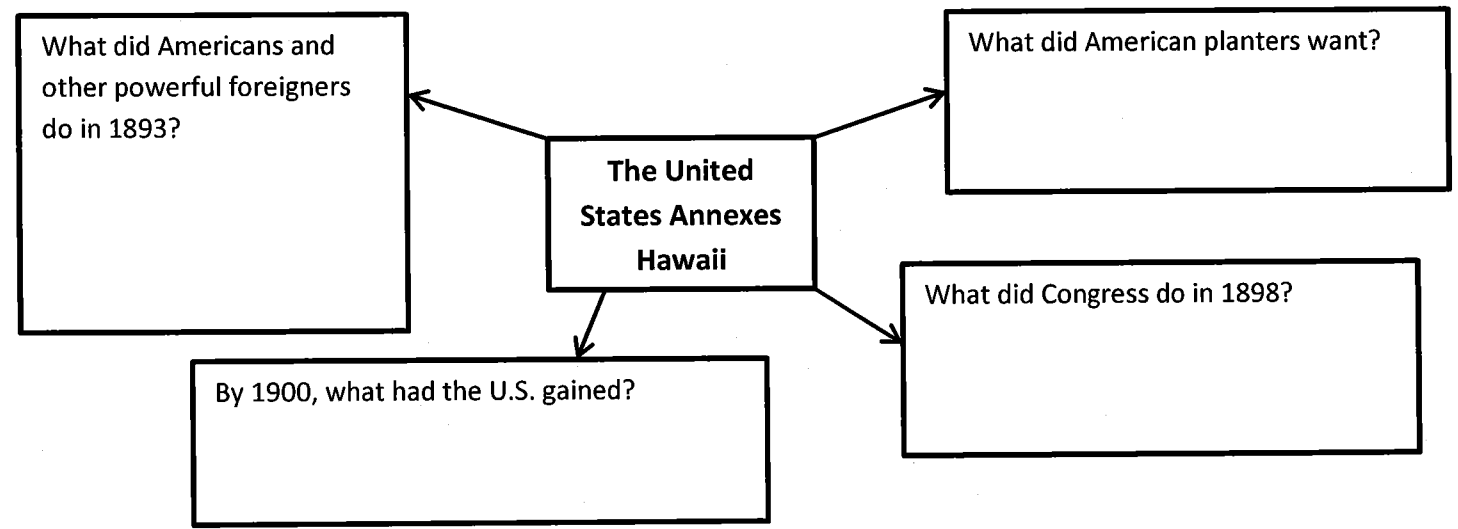 What did Americans and
other powerful foreigners
do in 1893?
What did American planters want?
The United
States Annexes
Hawaii
What did Congress do in 1898?
By 1900, what had the U.S. gained?